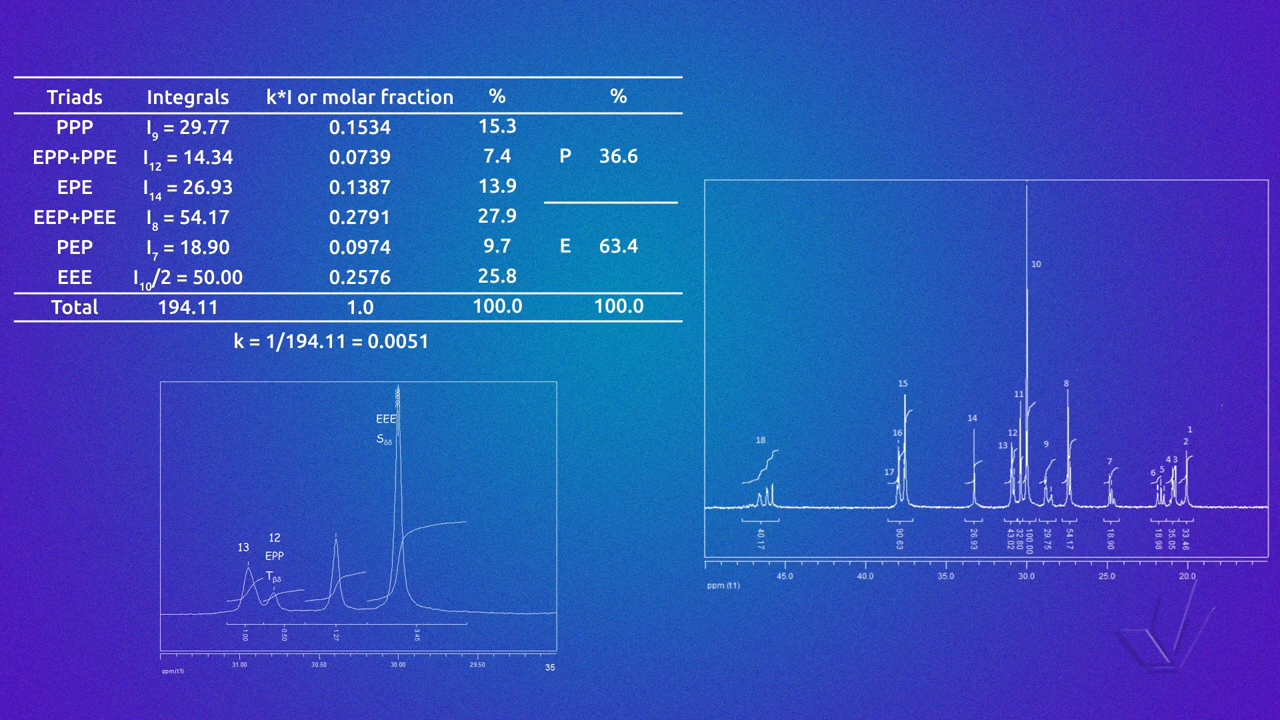 Triads Integrals k*I or molar fraction % %
PPP I9 = 29.77 0.1534 15.3
EPP+PPE I12 = 14.34 0.0739 7.4 P 36.6
EPE I14 = 26.93 0.1387 13.9
EEP+PEE I8 = 54.17 0.2791 27.9
PEP I7 = 18.90 0.0974 9.7 E 63.4
EEE I10/2 = 50.00 0.2576 25.8
Total 194.11 1.0 100.0 100.0
k = 1/194.11 = 0.0051
EEE
Sδδ
13
12
EPP
Tβδ
1.00 0.50 1.27 3.45
31.00 30.50 30.00 29.50
ppm (t1)
35
10
15
8
11
14
12
16
18
13
9
1
2
17
7
6
5
4
3
40.17 90.63 26.93 43.02 32.80 100.00 29.75 54.17 18.90 18.98 35.05 33.46
45.0 40.0 35.0 30.0 25.0 20.0
ppm (t1)